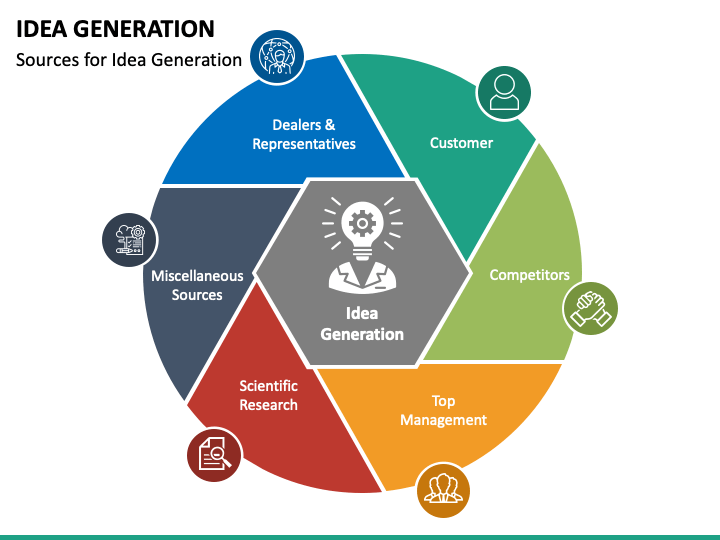 IDEA GENERATION
Sources for Idea Generation
Dealers &
Representatives
Customer
Competitors
Top
Management
Scientific
Research
Miscellaneous
Sources
Idea
Generation